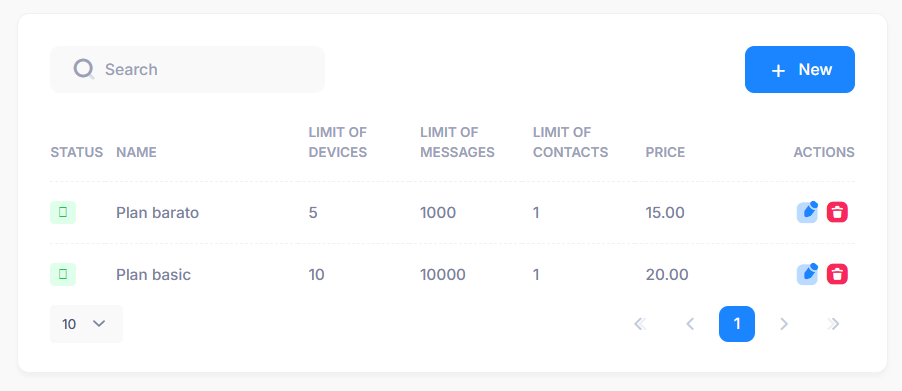 Search
+ New
STATUS NAME LIMIT OF DEVICES LIMIT OF MESSAGES LIMIT OF CONTACTS PRICE ACTIONS
Plan barato 5 1000 1 15.00
Plan basic 10 10000 1 20.00
10 1